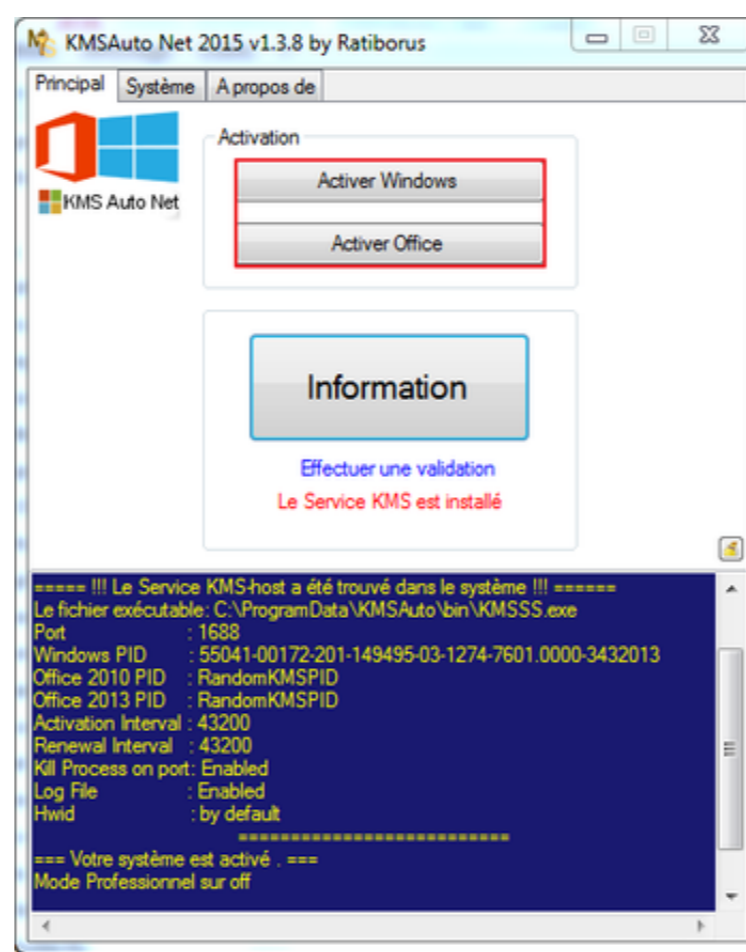 KMSAuto Net 2015 v1.3.8 by Ratiborus
Principal Système A propos de
Activation
Activer Windows
KMS Auto Net
Activer Office
Information
Effectuer une validation
Le Service KMS est installé
===== !!! Le Service KMS-host a été trouvé dans le système !!! ======
Le fichier exécutable: C:\ProgramData\KMSAuto\bin\KMSSS.exe
Port : 1688
Windows PID : 55041-00172-201-149495-03-1274-7601.0000-3432013
Office 2010 PID : RandomKMSPID
Office 2013 PID : RandomKMSPID
Activation Interval : 43200
Renewal Interval : 43200
Kill Process on port: Enabled
Log File : Enabled
Hwid : by default
==========================
=== Votre système est activé . ===
Mode Professionnel sur off